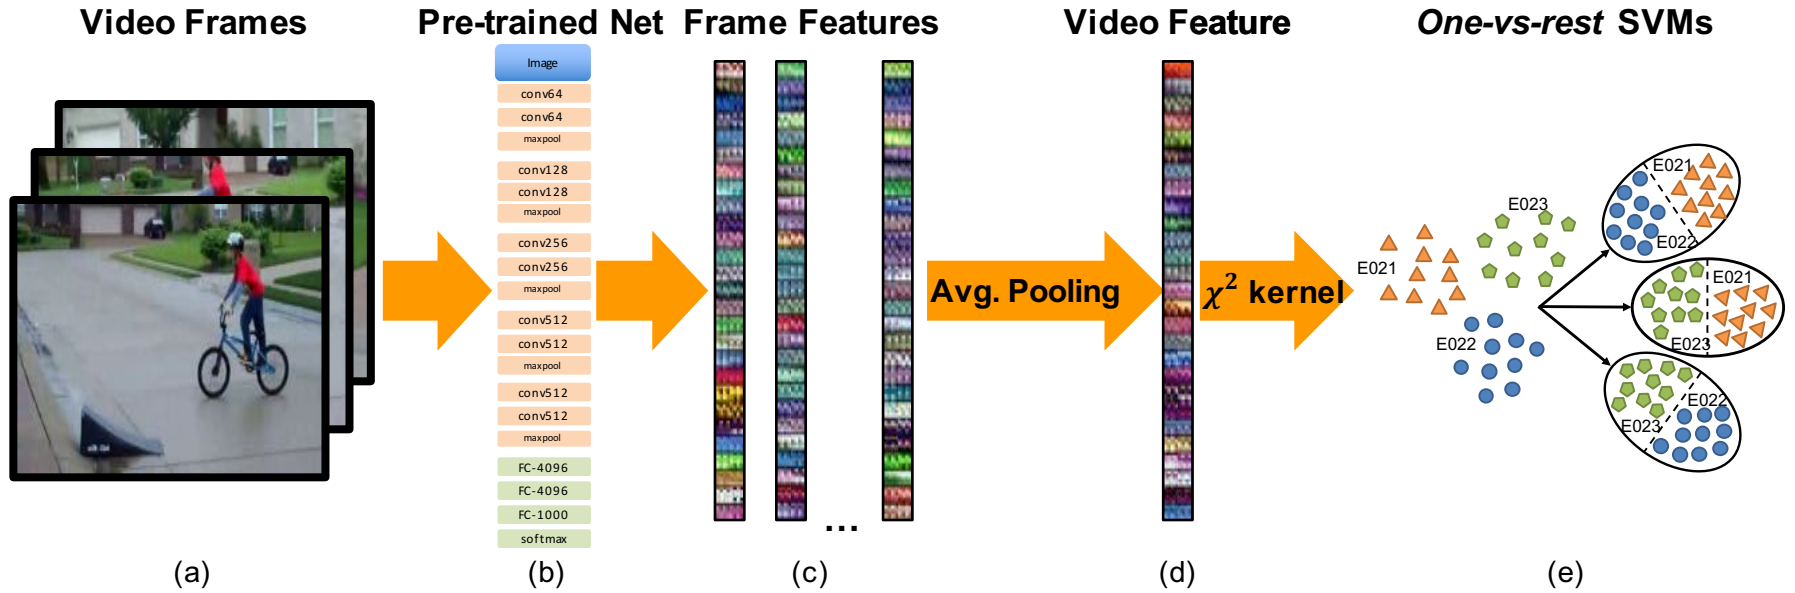 Video Frames
Pre-trained Net
Frame Features
Video Feature
One-vs-rest SVMs
Image
conv64
conv64
maxpool
conv128
conv128
maxpool
conv256
conv256
maxpool
conv512
conv512
maxpool
conv512
conv512
maxpool
FC-4096
FC-4096
FC-1000
softmax
...
Avg. Pooling
χ² kernel
E021
E023
E022
E021
E022
E021
E023
E022
E023
(a)
(b)
(c)
(d)
(e)